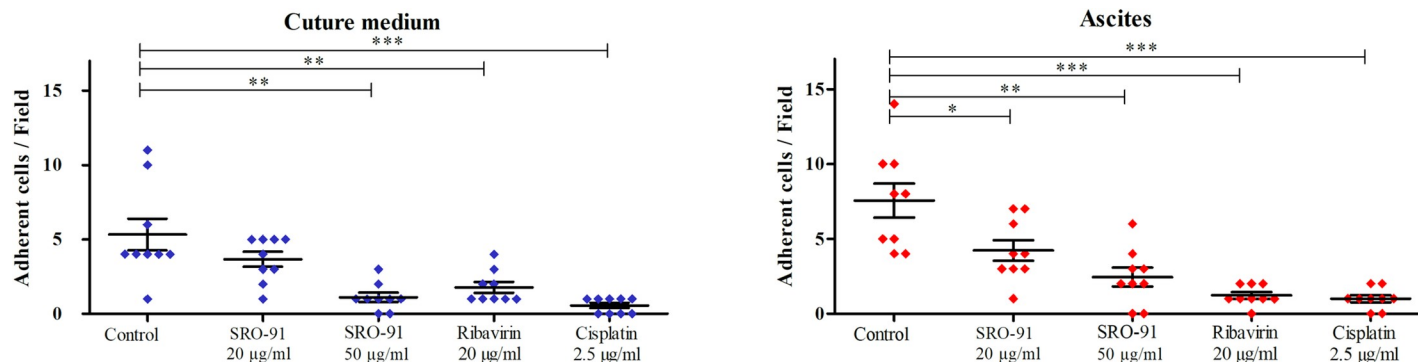 Cuture medium
***
**
**
Adherent cells / Field
15
10
5
0
Control
SRO-91
20 µg/ml
SRO-91
50 µg/ml
Ribavirin
20 µg/ml
Cisplatin
2.5 µg/ml
Ascites
***
***
**
*
Adherent cells / Field
15
10
5
0
Control
SRO-91
20 µg/ml
SRO-91
50 µg/ml
Ribavirin
20 µg/ml
Cisplatin
2.5 µg/ml